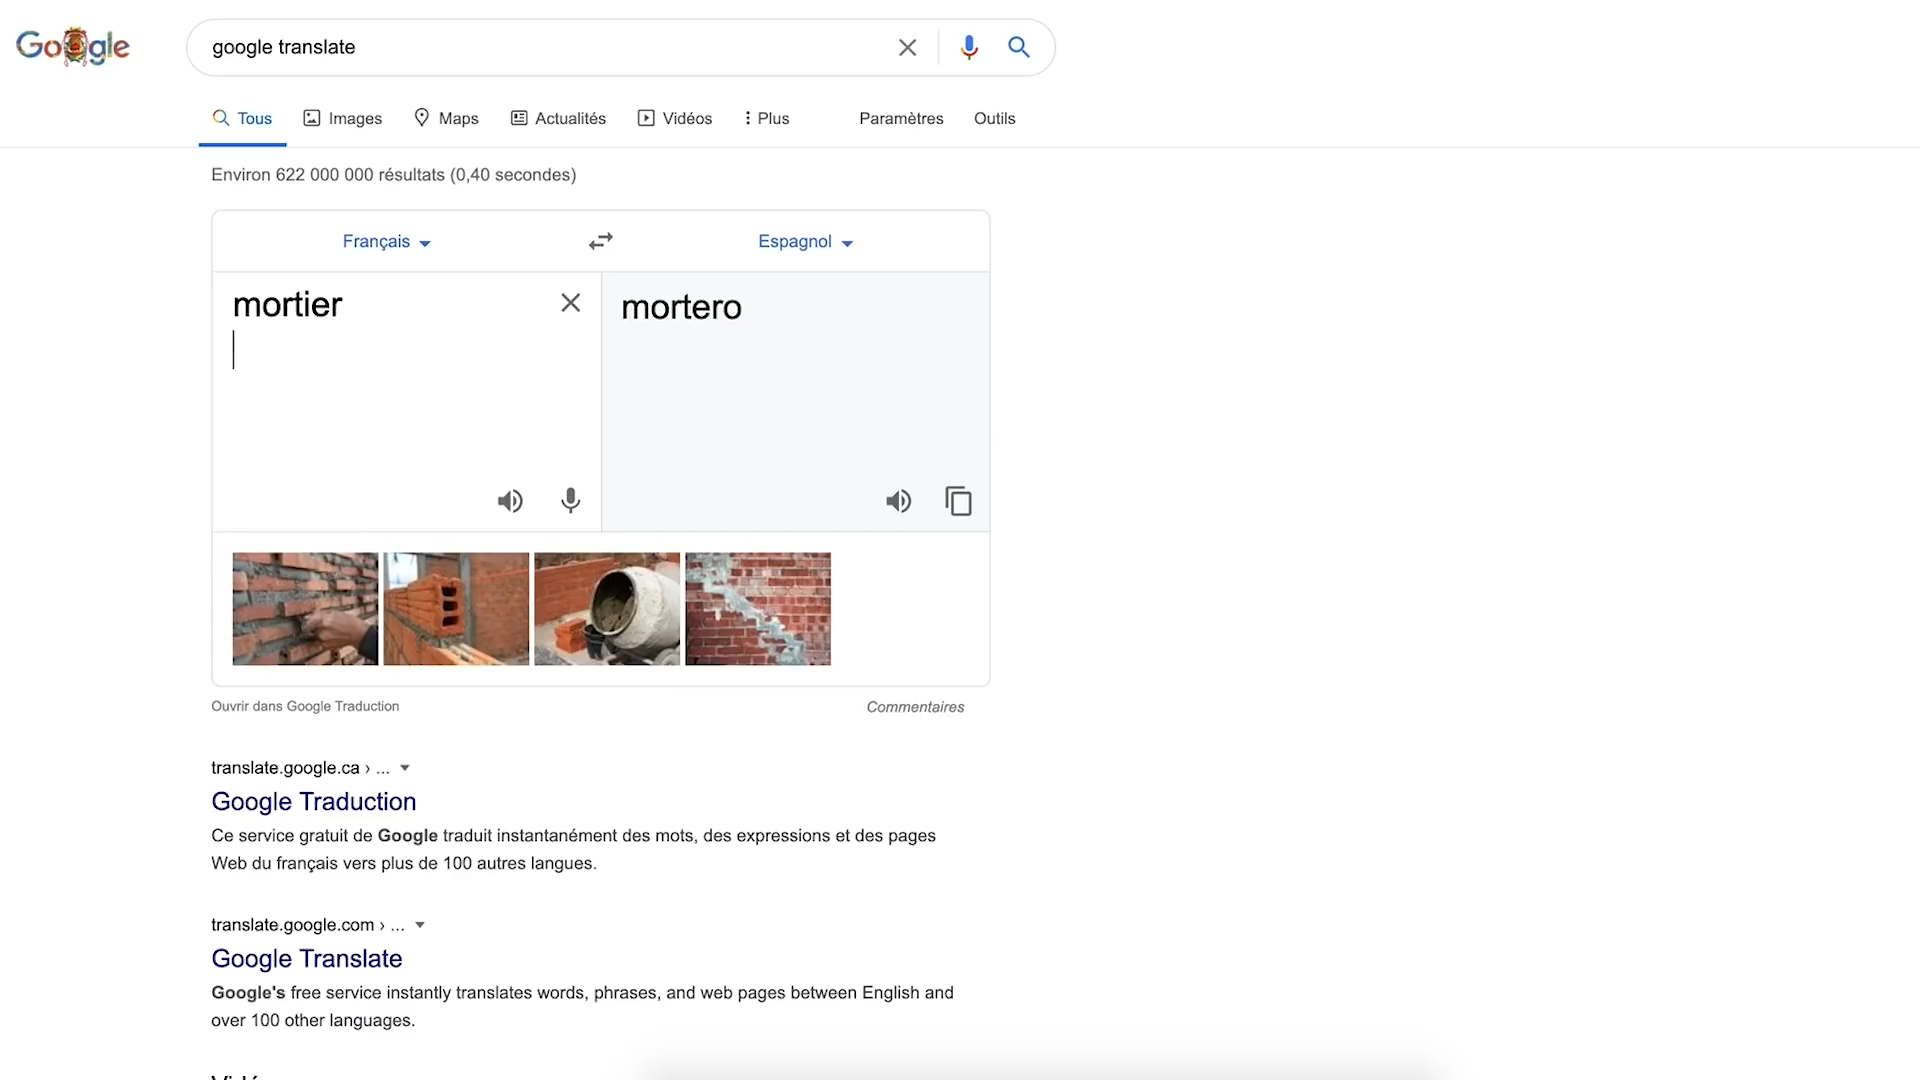 Google
google translate
Tous Images Maps Actualités Vidéos Plus Paramètres Outils
Environ 622 000 000 résultats (0,40 secondes)
Français Espagnol
mortier
mortero
Ouvrir dans Google Traduction
Commentaires
translate.google.ca › ...
Google Traduction
Ce service gratuit de Google traduit instantanément des mots, des expressions et des pages
Web du français vers plus de 100 autres langues.
translate.google.com › ...
Google Translate
Google's free service instantly translates words, phrases, and web pages between English and
over 100 other languages.